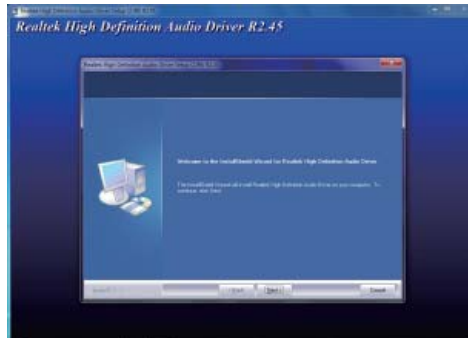 Realtek High Definition Audio Driver R2.45
Welcome to the InstallShield Wizard for Realtek High Definition Audio Driver
The InstallShield Wizard will install Realtek High Definition Audio Driver on your computer. To
continue, click Next.
Next
Cancel